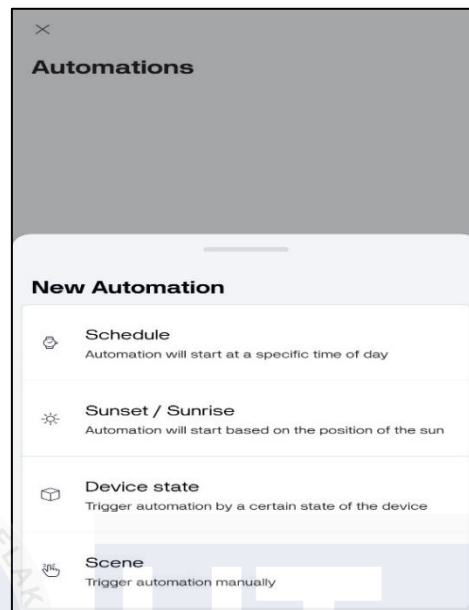 Automations
New Automation
Schedule
Automation will start at a specific time of day
Sunset / Sunrise
Automation will start based on the position of the sun
Device state
Trigger automation by a certain state of the device
Scene
Trigger automation manually